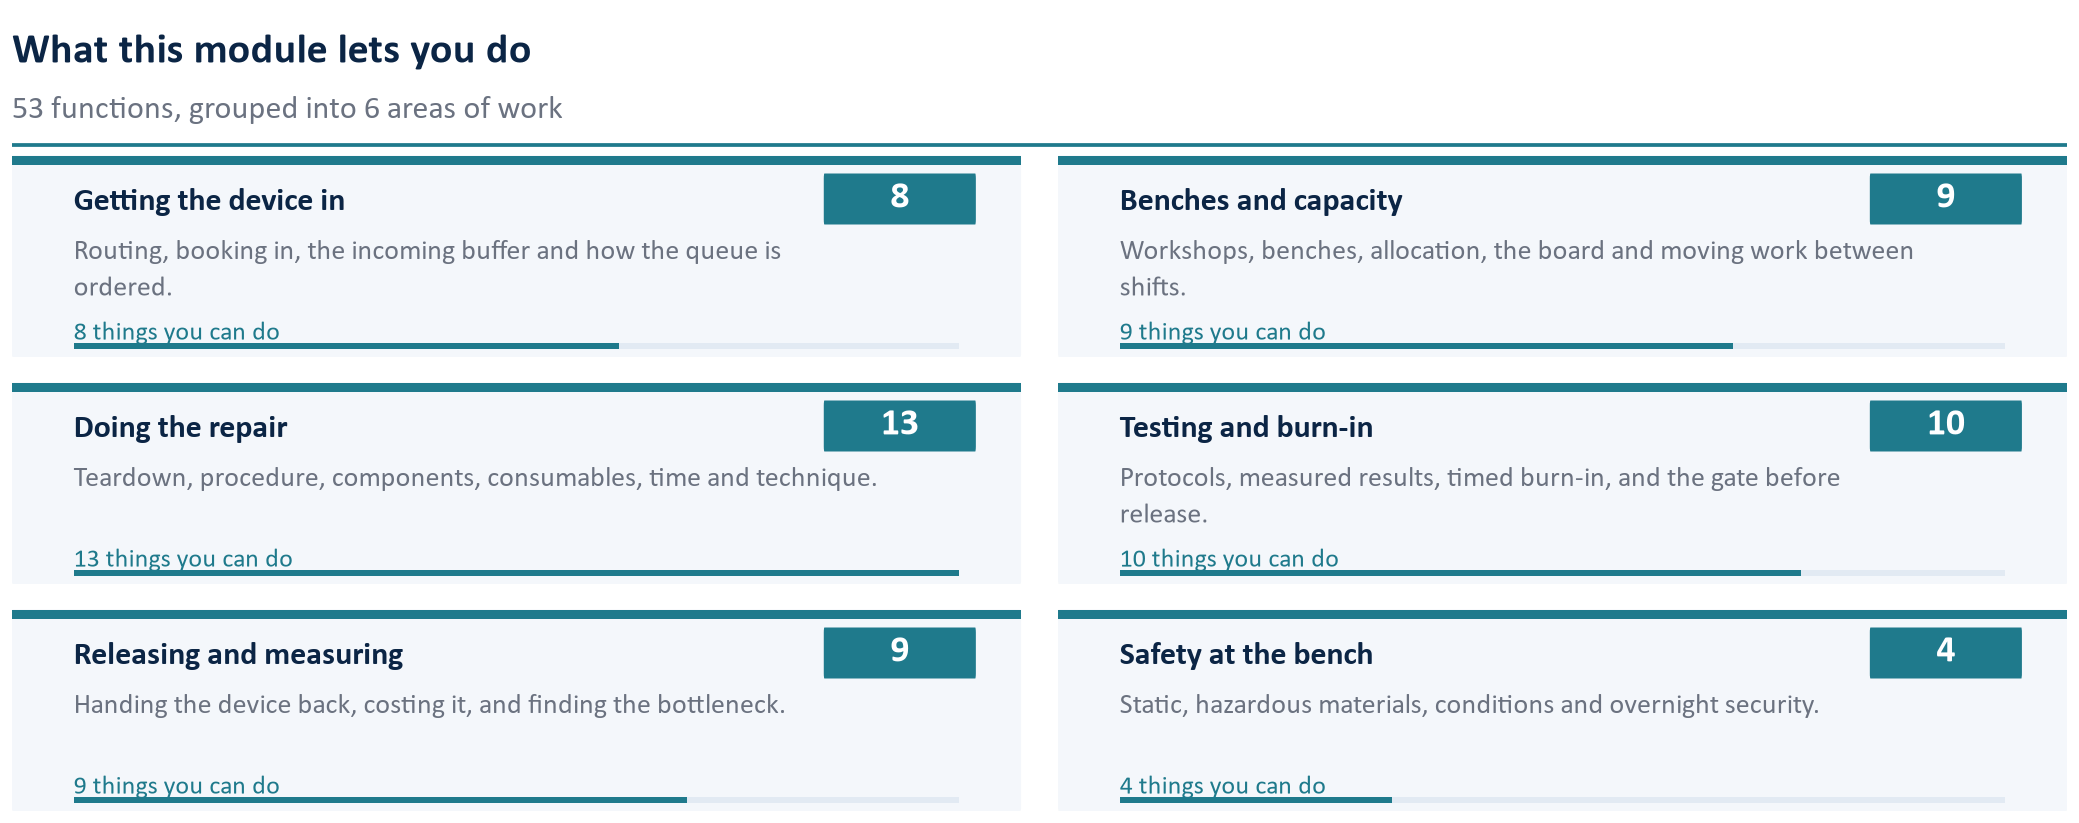 What this module lets you do
53 functions, grouped into 6 areas of work
Getting the device in
8
Routing, booking in, the incoming buffer and how the queue is
ordered.
8 things you can do
Benches and capacity
9
Workshops, benches, allocation, the board and moving work between
shifts.
9 things you can do
Doing the repair
13
Teardown, procedure, components, consumables, time and technique.
13 things you can do
Testing and burn-in
10
Protocols, measured results, timed burn-in, and the gate before
release.
10 things you can do
Releasing and measuring
9
Handing the device back, costing it, and finding the bottleneck.
9 things you can do
Safety at the bench
4
Static, hazardous materials, conditions and overnight security.
4 things you can do